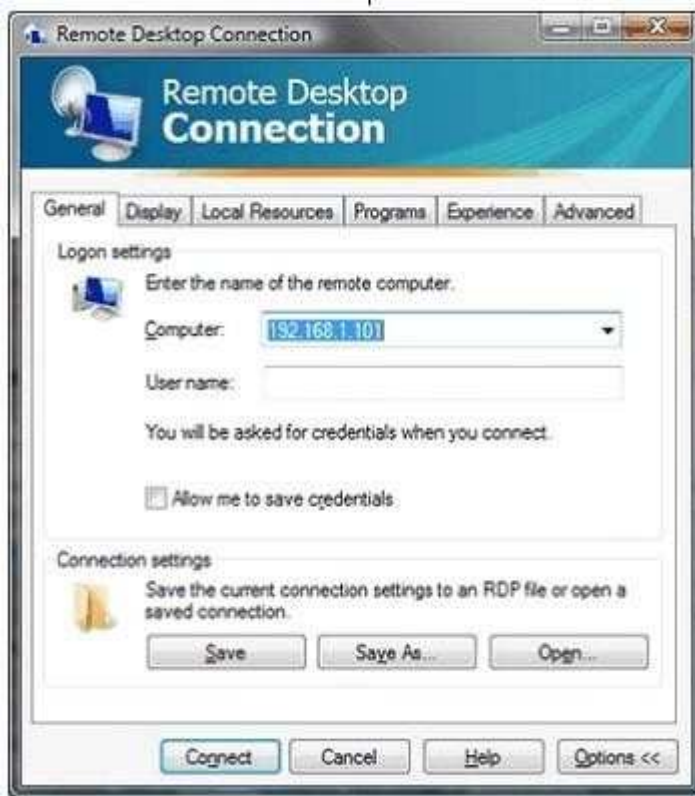 Remote Desktop Connection
Remote Desktop
Connection
General Display Local Resources Programs Experience Advanced
Logon settings
Enter the name of the remote computer.
Computer: 192.168.1.101
User name:
You will be asked for credentials when you connect.
Allow me to save credentials
Connection settings
Save the current connection settings to an RDP file or open a
saved connection.
Save Save As... Open...
Connect Cancel Help Options <<